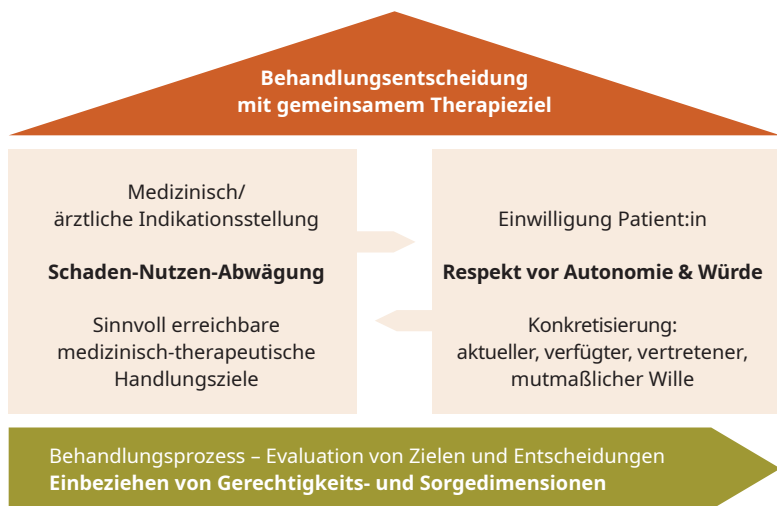 Behandlungsentscheidung
mit gemeinsamem Therapieziel
Medizinisch/
ärztliche Indikationsstellung
Schaden-Nutzen-Abwägung
Sinnvoll erreichbare
medizinisch-therapeutische
Handlungsziele
Einwilligung Patient:in
Respekt vor Autonomie & Würde
Konkretisierung:
aktueller, verfügter, vertretener,
mutmaßlicher Wille
Behandlungsprozess – Evaluation von Zielen und Entscheidungen
Einbeziehen von Gerechtigkeits- und Sorgedimensionen